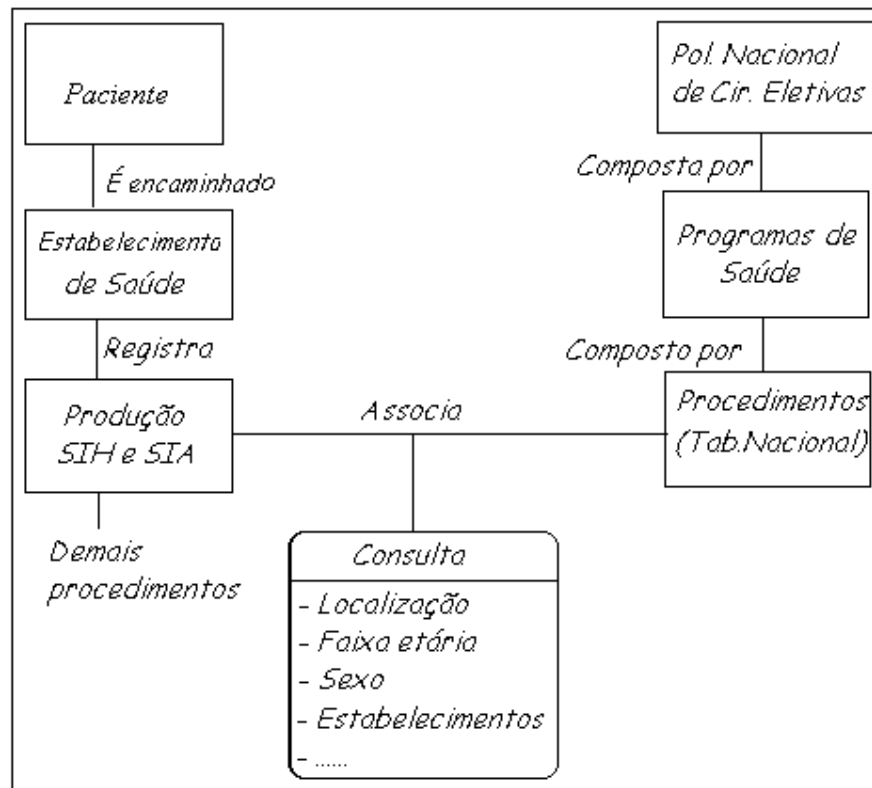 Paciente
É encaminhado
Estabelecimento
de Saúde
Registra
Produção
SIH e SIA
Demais
procedimentos
Associa
Pol. Nacional
de Cir. Eletivas
Composta por
Programas de
Saúde
Composto por
Procedimentos
(Tab.Nacional)
Consulta
- Localização
- Faixa etária
- Sexo
- Estabelecimentos
- ......